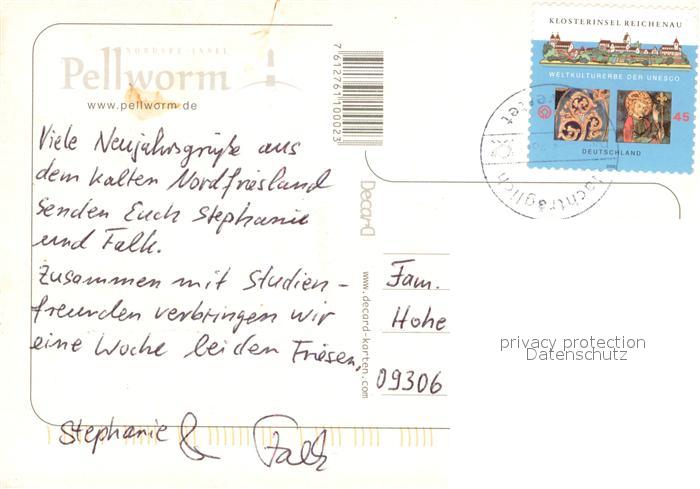 NORDSEE INSEL
Pellworm
www.pellworm.de
Viele Neujahrsgrüße aus
dem kalten Nordfriesland
senden Euch Stephanie
und Falk.
Zusammen mit Studien-
freunden verbringen wir
eine Woche bei den Friesen.
Stephanie & Falk
7612761100023
Decard
www.decard-karten.com
KLOSTERINSEL REICHENAU
WELTKULTURERBE DER UNESCO
45
DEUTSCHLAND
Nachträglich
Fam.
Hohe
09306
privacy protection
Datenschutz